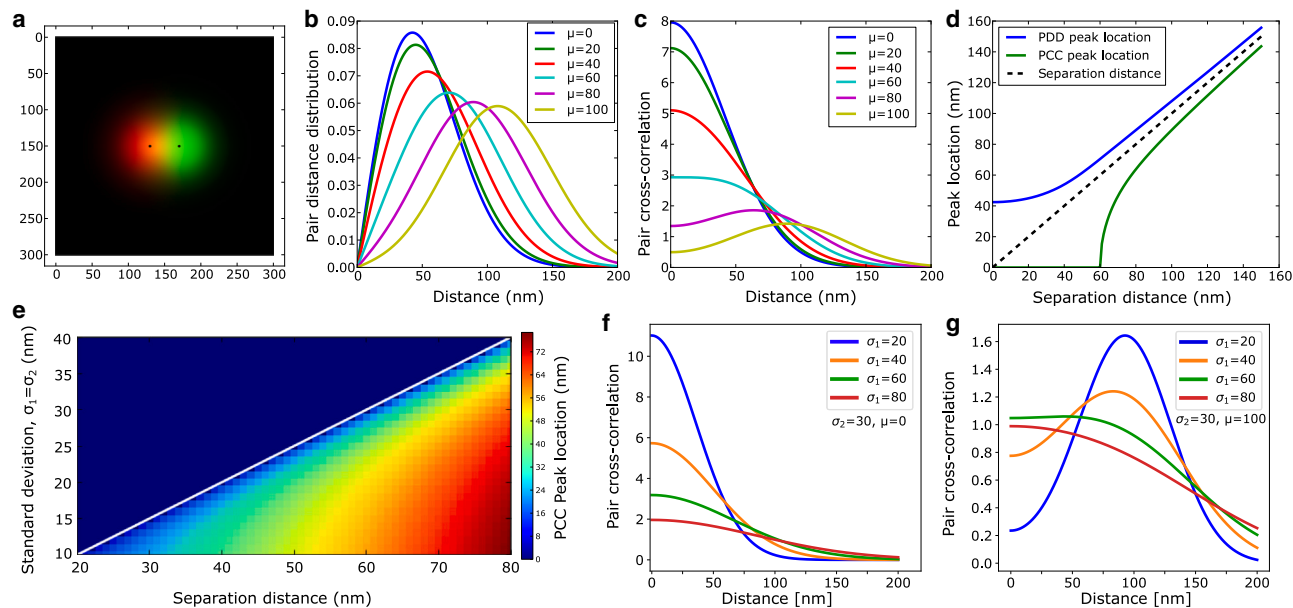 a
0
50
100
150
200
250
300
0 50 100 150 200 250 300
b
Pair distance distribution
0.09
0.08
0.07
0.06
0.05
0.04
0.03
0.02
0.01
0.00
0 50 100 150 200
Distance (nm)
μ=0
μ=20
μ=40
μ=60
μ=80
μ=100
c
Pair cross-correlation
8
7
6
5
4
3
2
1
0
0 50 100 150 200
Distance (nm)
μ=0
μ=20
μ=40
μ=60
μ=80
μ=100
d
Peak location (nm)
160
140
120
100
80
60
40
20
0
0 20 40 60 80 100 120 140 160
Separation distance (nm)
PDD peak location
PCC peak location
Separation distance
e
Standard deviation, σ1=σ2 (nm)
40
35
30
25
20
15
10
20 30 40 50 60 70 80
Separation distance (nm)
72
64
56
48
40
32
24
16
8
0
PCC Peak location (nm)
f
Pair cross-correlation
10
8
6
4
2
0
0 25 50 75 100 125 150 175 200
Distance [nm]
σ1=20
σ1=40
σ1=60
σ1=80
σ2=30, μ=0
g
Pair cross-correlation
1.6
1.4
1.2
1.0
0.8
0.6
0.4
0.2
0.0
0 25 50 75 100 125 150 175 200
Distance [nm]
σ1=20
σ1=40
σ1=60
σ1=80
σ2=30, μ=100